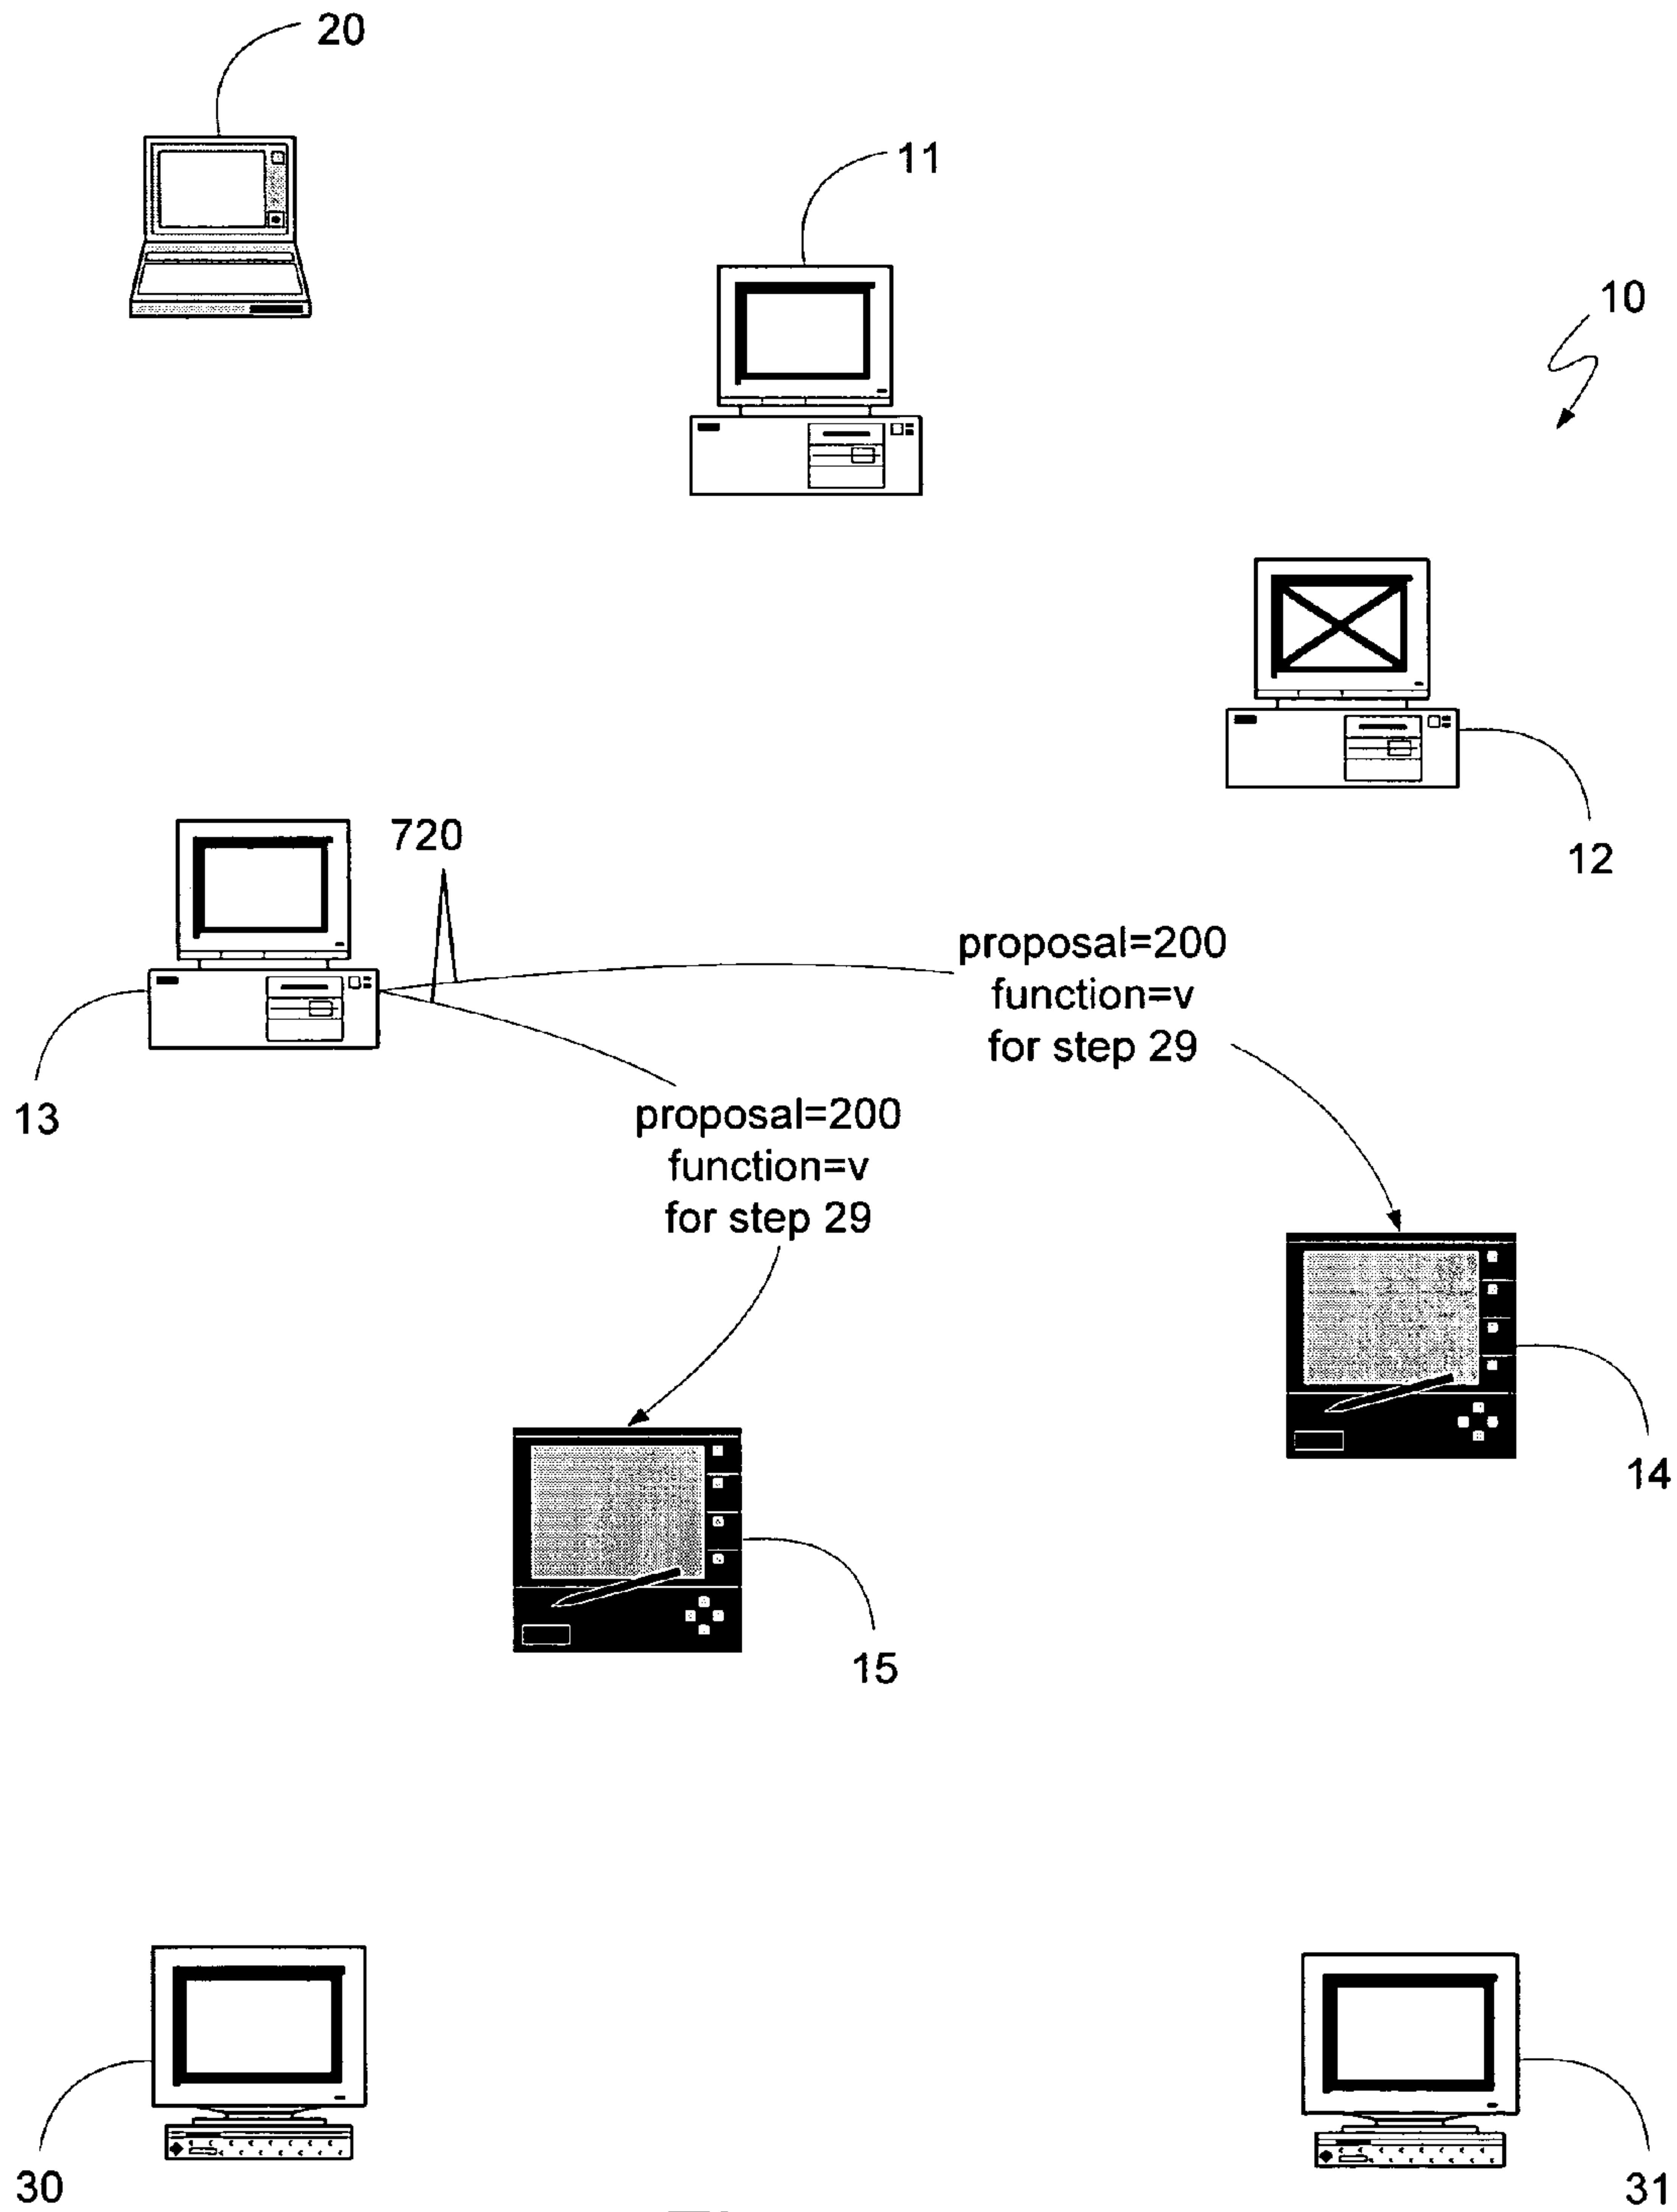 20
11
10
12
720
proposal=200
function=v
for step 29
13
proposal=200
function=v
for step 29
14
15
30
31